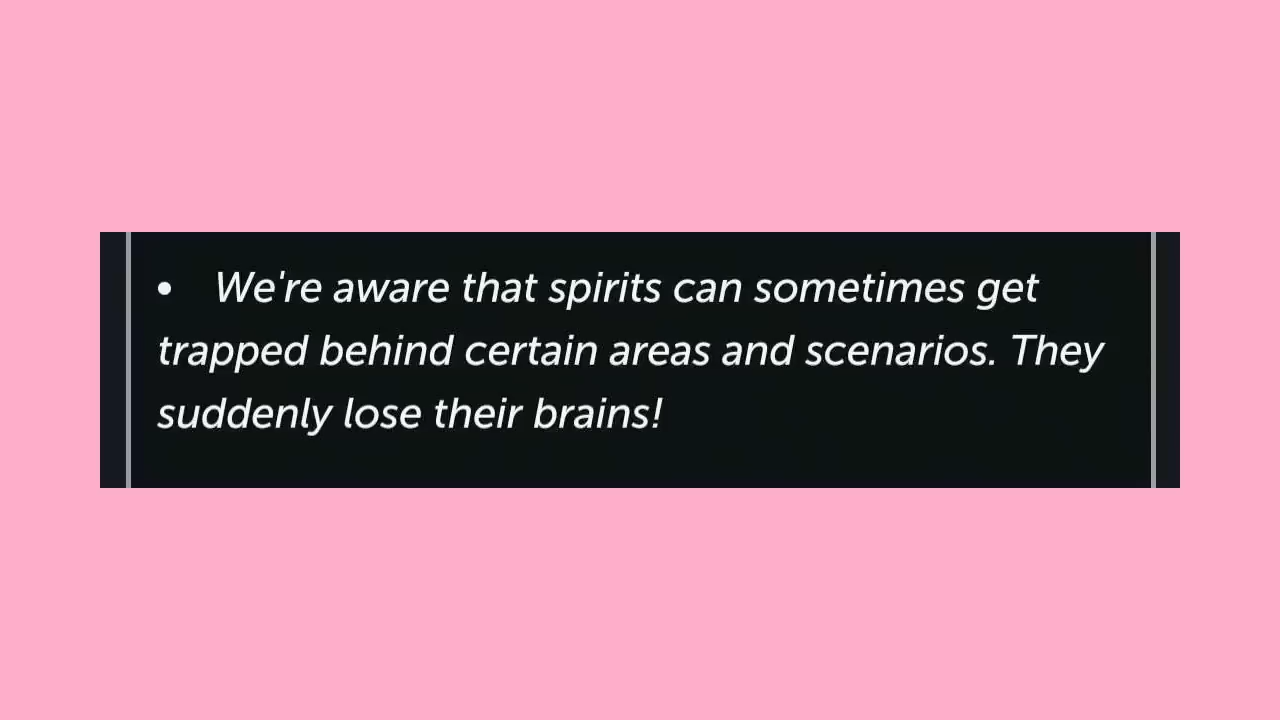 • We're aware that spirits can sometimes get
trapped behind certain areas and scenarios. They
suddenly lose their brains!